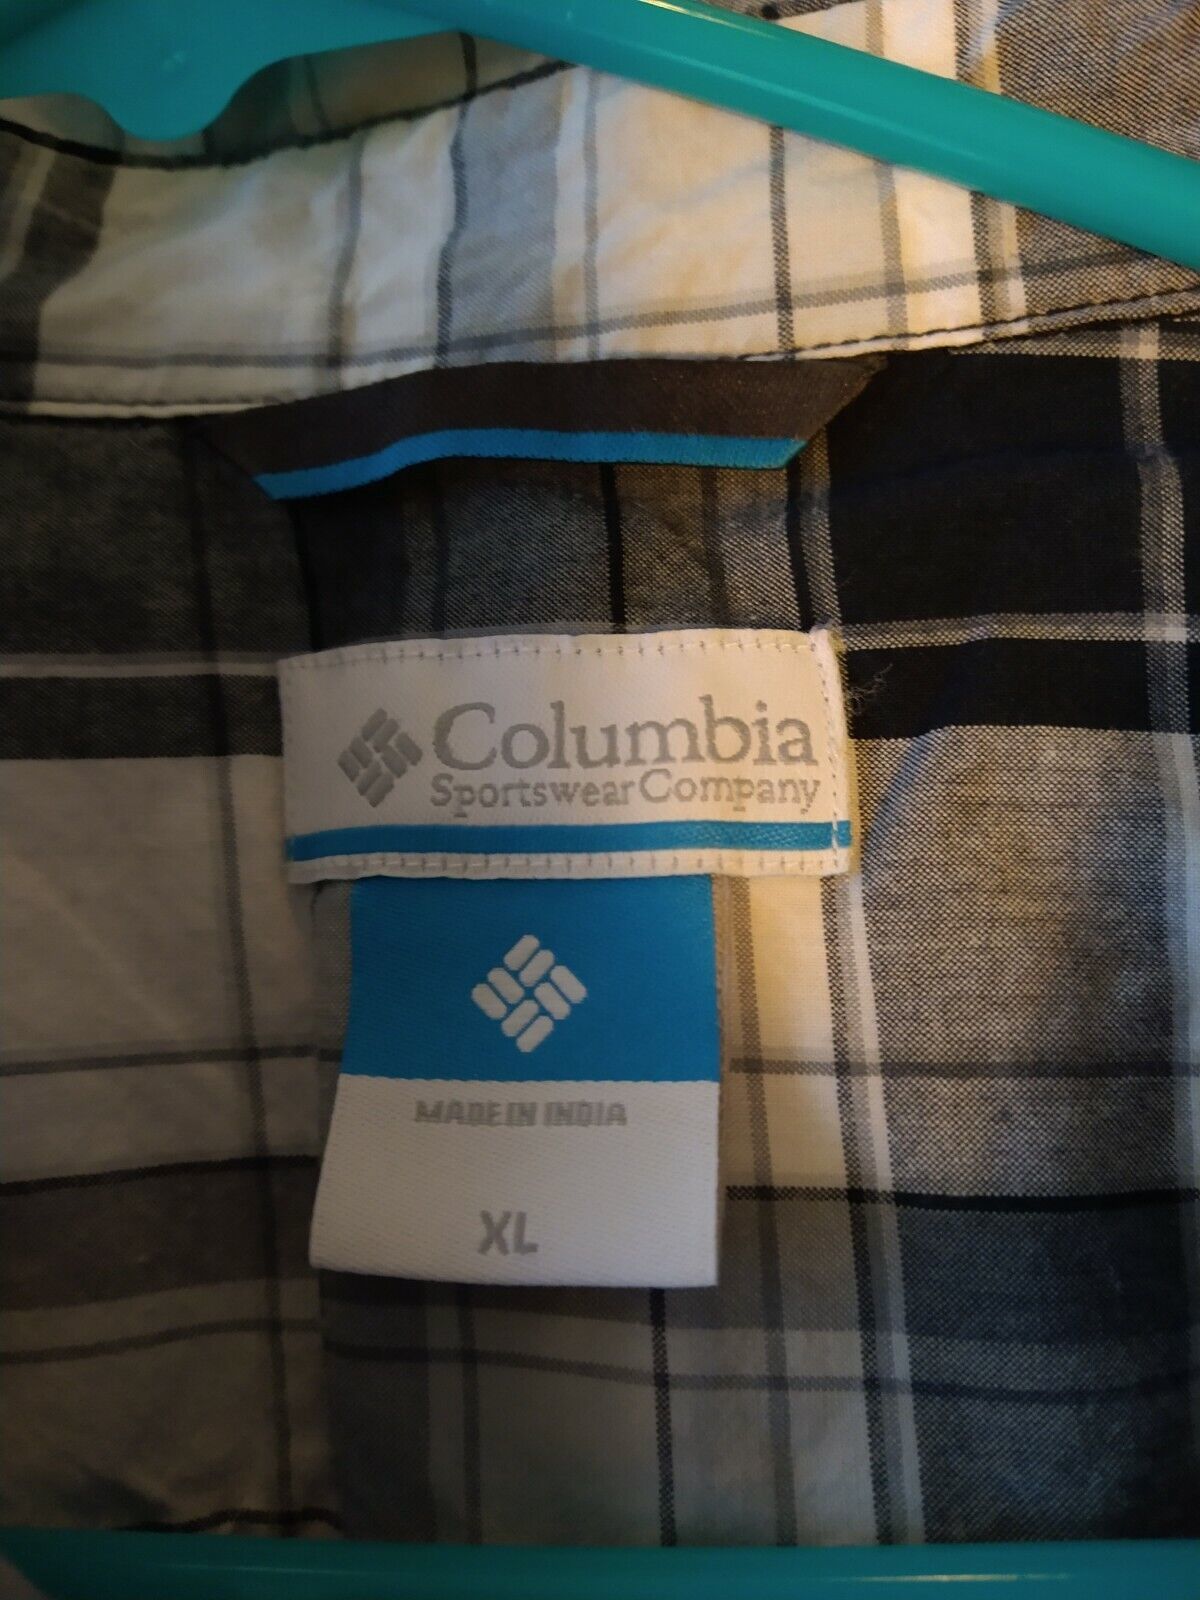 Columbia
Sportswear Company
MADE IN INDIA
XL